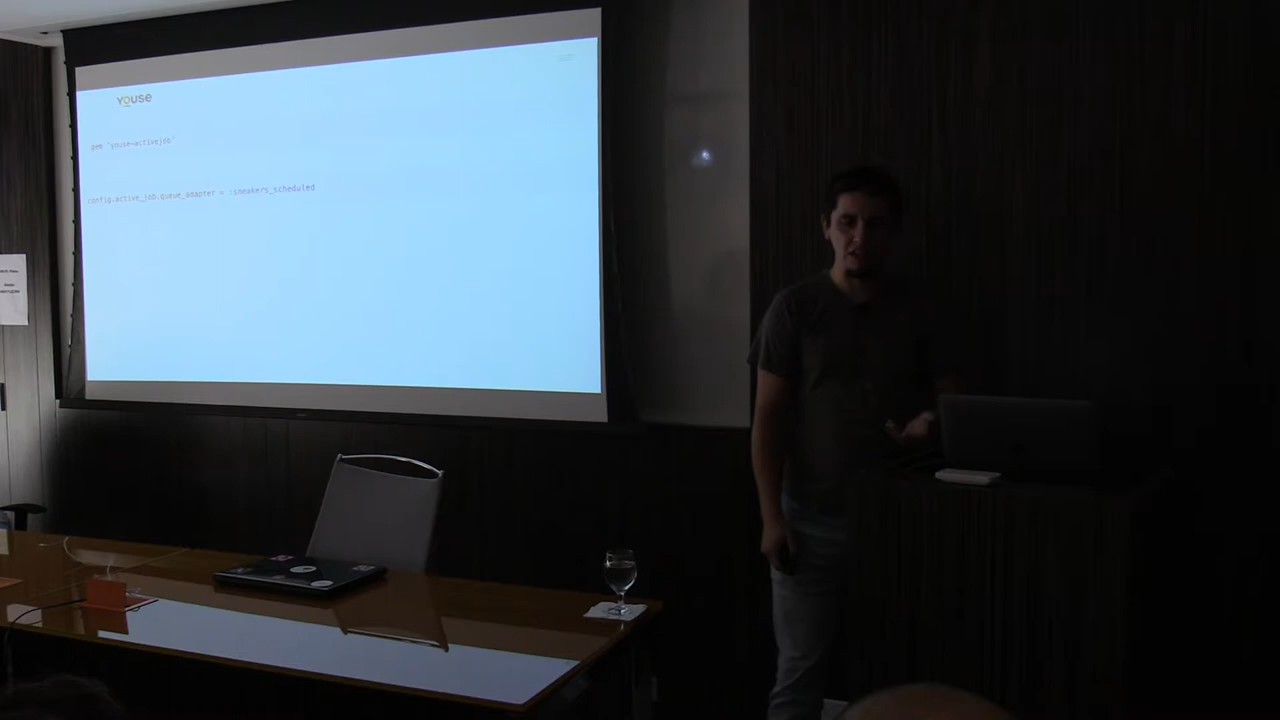 Youse
gem 'youse-activejob'
config.active_job.queue_adapter = :sneakers_scheduled